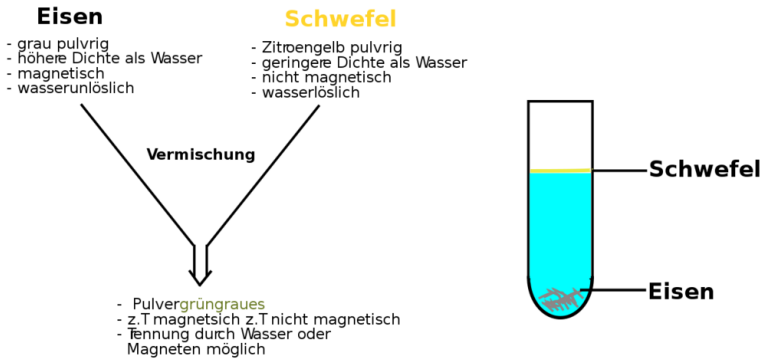 Eisen
- grau pulvrig
- höhere Dichte als Wasser
- magnetisch
- wasserunlöslich
Schwefel
- Zitroengelb pulvrig
- geringere Dichte als Wasser
- nicht magnetisch
- wasserlöslich
Vermischung
- Pulvergrüngraues
- z.T magnetsich z.T nicht magnetisch
- Tennung durch Wasser oder
Magneten möglich
Schwefel
Eisen